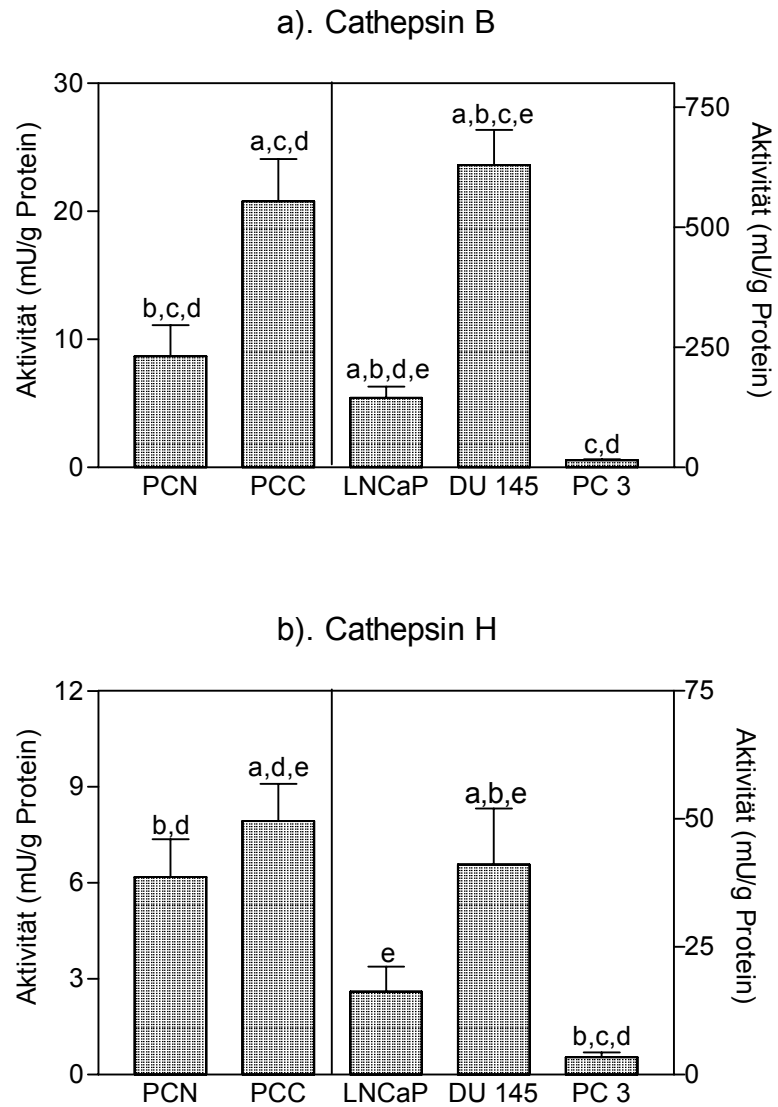 a). Cathepsin B
Aktivität (mU/g Protein)
30
20
10
0
b,c,d
a,c,d
a,b,d,e
a,b,c,e
c,d
750
500
250
0
Aktivität (mU/g Protein)
PCN PCC LNCaP DU 145 PC 3
b). Cathepsin H
Aktivität (mU/g Protein)
12
9
6
3
0
b,d
a,d,e
e
a,b,e
b,c,d
75
50
25
0
Aktivität (mU/g Protein)
PCN PCC LNCaP DU 145 PC 3